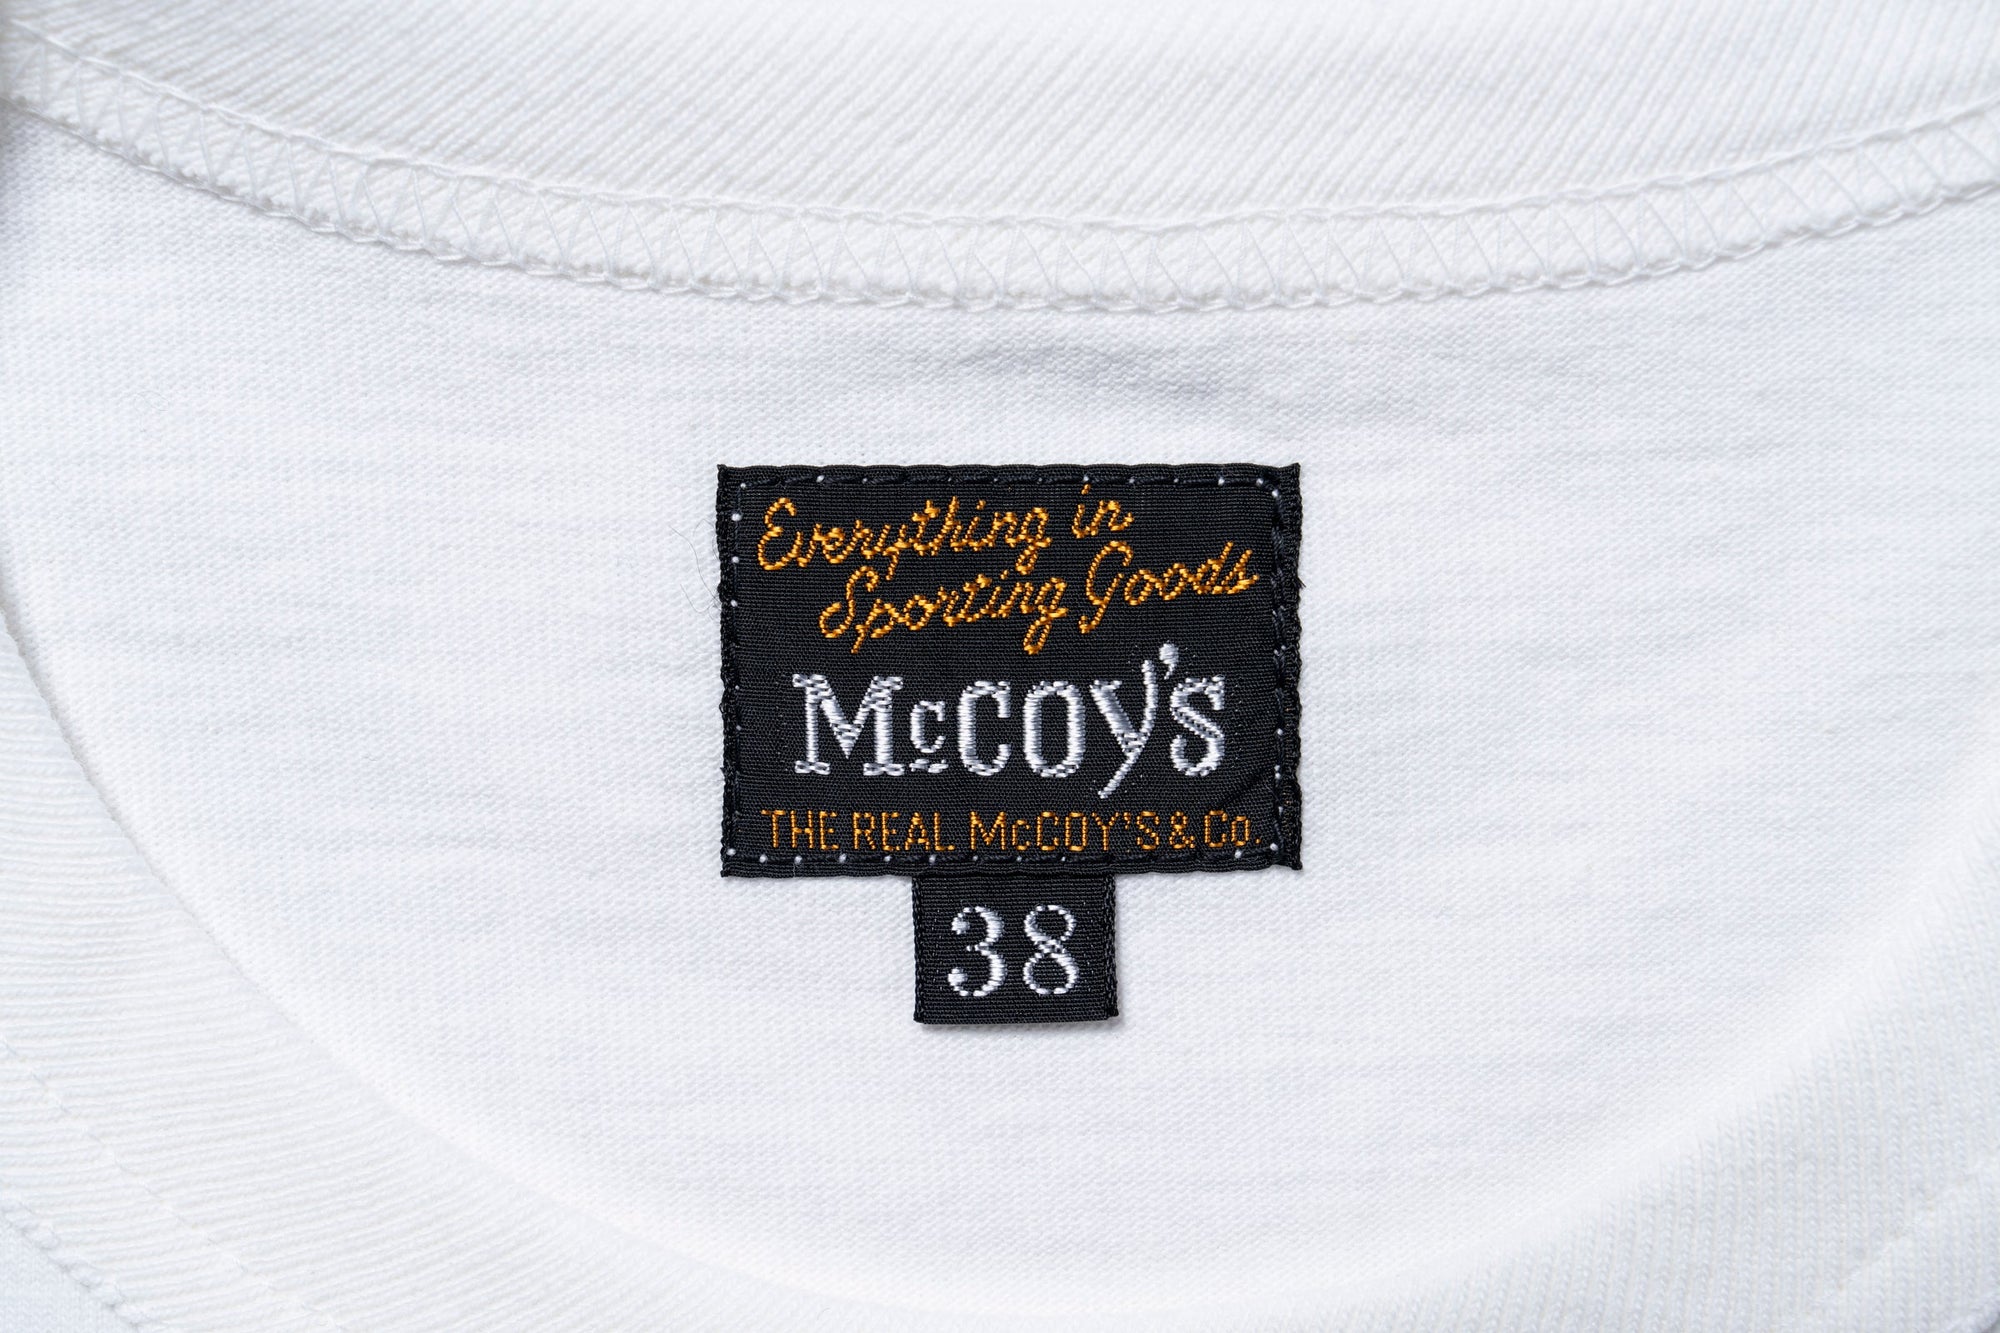 Everything in
Sporting Goods
McCOY'S
THE REAL McCOY'S & Co.
38